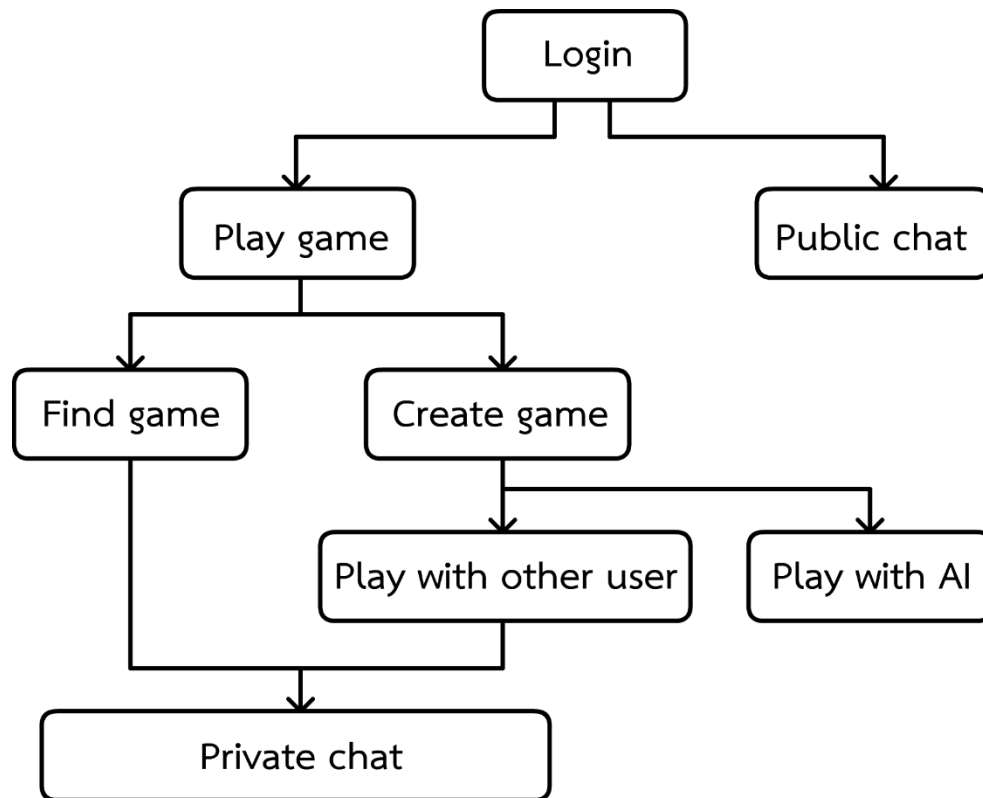 Login
Play game
Public chat
Find game
Create game
Play with other user
Play with AI
Private chat